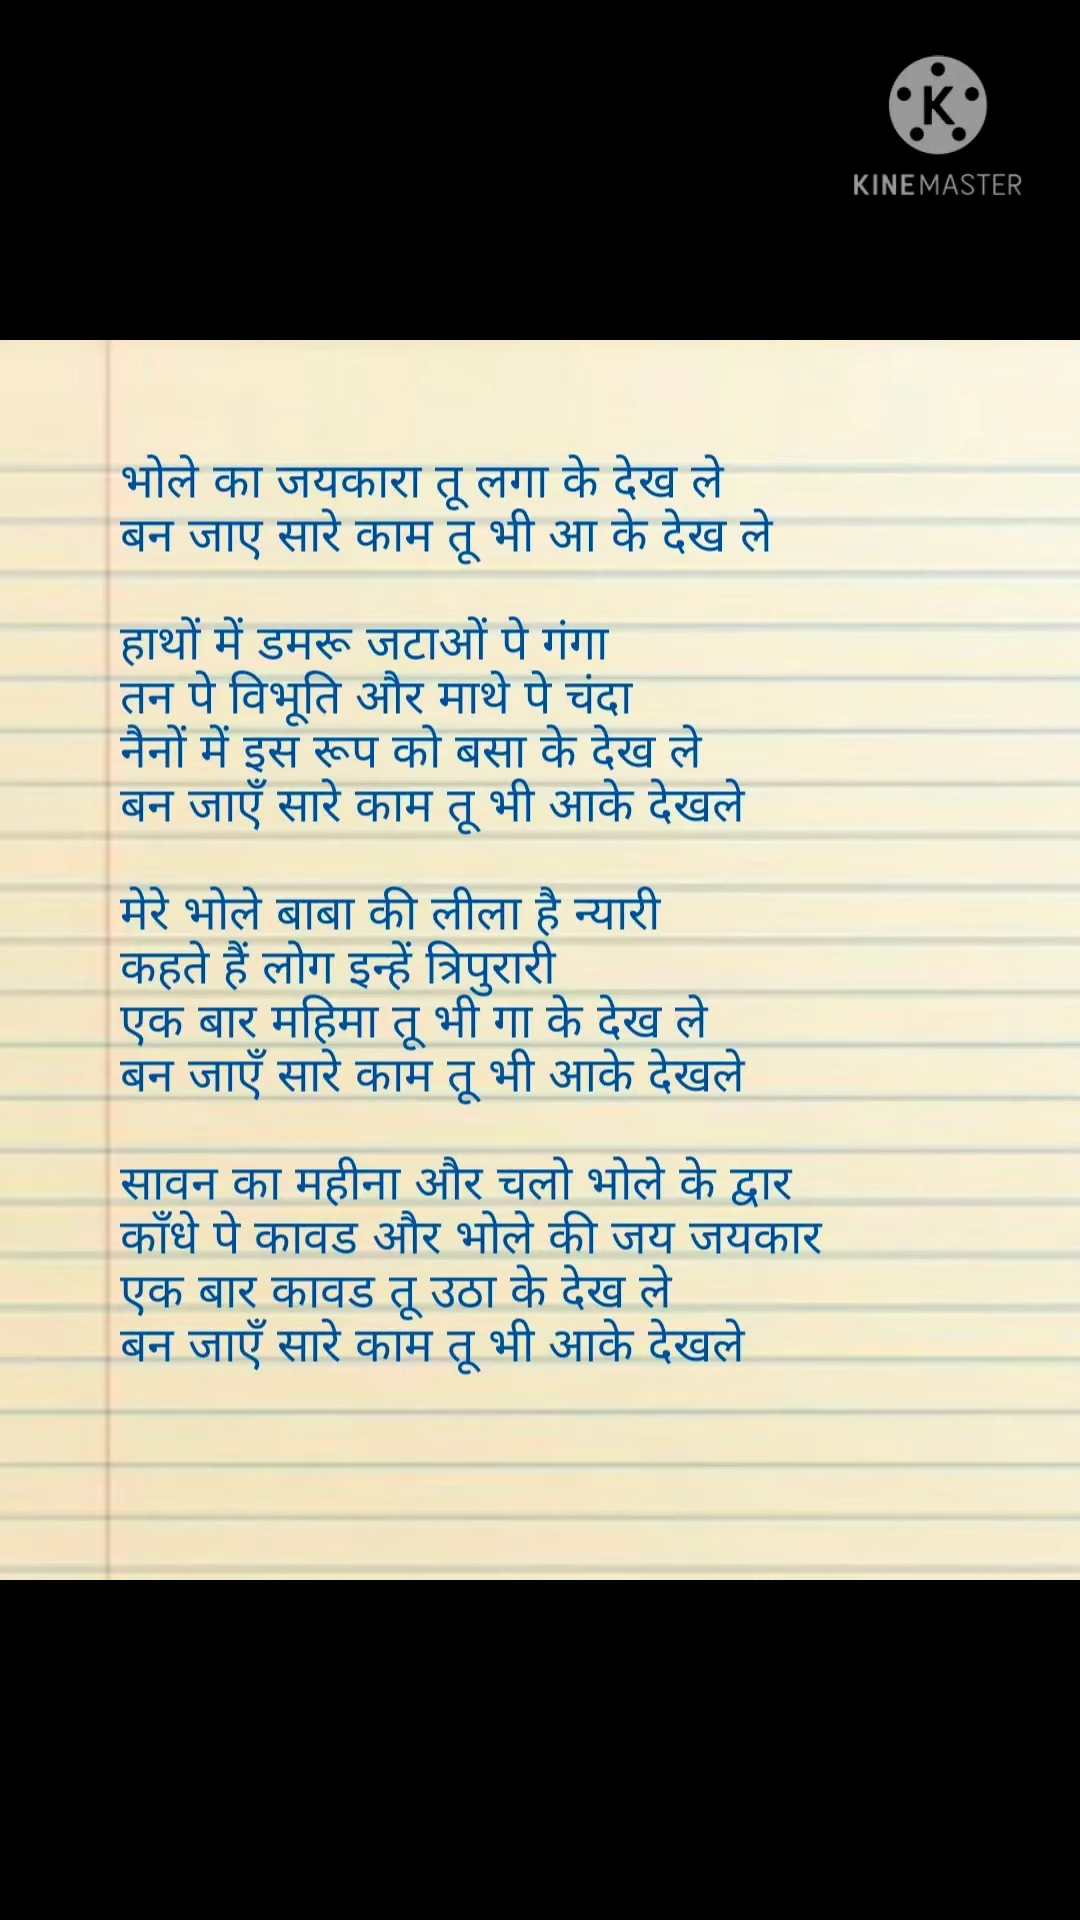 KINEMASTER
भोले का जयकारा तू लगा के देख ले
बन जाए सारे काम तू भी आ के देख ले
हाथों में डमरू जटाओं पे गंगा
तन पे विभूति और माथे पे चंदा
नैनों में इस रूप को बसा के देख ले
बन जाएँ सारे काम तू भी आके देखले
मेरे भोले बाबा की लीला है न्यारी
कहते हैं लोग इन्हें त्रिपुरारी
एक बार महिमा तू भी गा के देख ले
बन जाएँ सारे काम तू भी आके देखले
सावन का महीना और चलो भोले के द्वार
काँधे पे कावड और भोले की जय जयकार
एक बार कावड तू उठा के देख ले
बन जाएँ सारे काम तू भी आके देखले